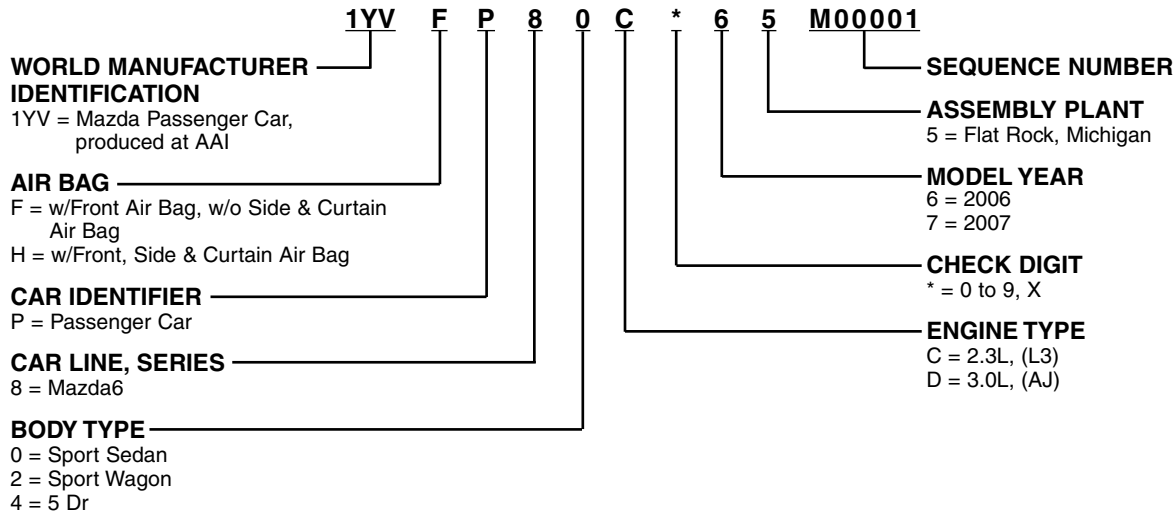 1YV F P 8 0 C * 6 5 M00001
WORLD MANUFACTURER
IDENTIFICATION
1YV = Mazda Passenger Car,
produced at AAI
AIR BAG
F = w/Front Air Bag, w/o Side & Curtain
Air Bag
H = w/Front, Side & Curtain Air Bag
CAR IDENTIFIER
P = Passenger Car
CAR LINE, SERIES
8 = Mazda6
BODY TYPE
0 = Sport Sedan
2 = Sport Wagon
4 = 5 Dr
SEQUENCE NUMBER
ASSEMBLY PLANT
5 = Flat Rock, Michigan
MODEL YEAR
6 = 2006
7 = 2007
CHECK DIGIT
* = 0 to 9, X
ENGINE TYPE
C = 2.3L, (L3)
D = 3.0L, (AJ)